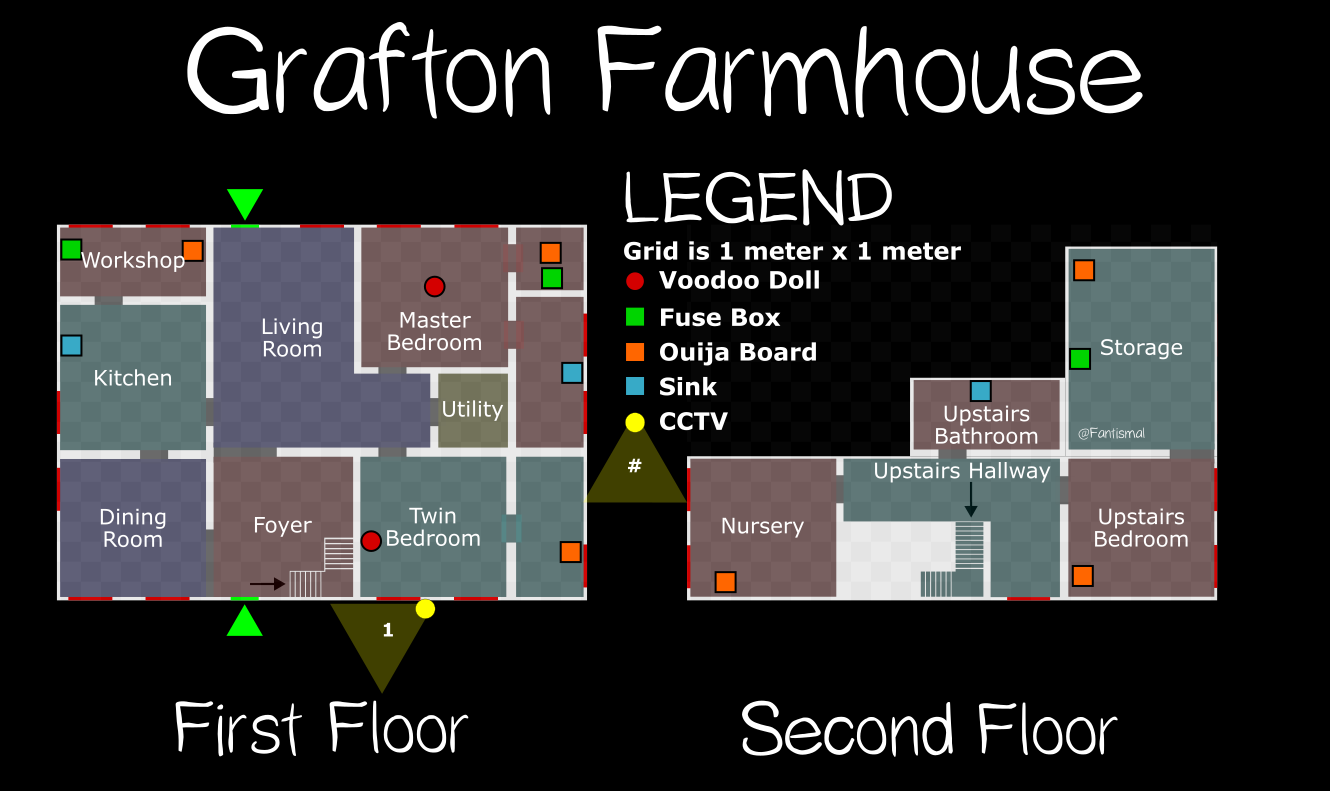 Grafton Farmhouse
LEGEND
Grid is 1 meter x 1 meter
Voodoo Doll
Fuse Box
Ouija Board
Sink
CCTV
#
Workshop
Living
Room
Master
Bedroom
Kitchen
Utility
Dining
Room
Foyer
Twin
Bedroom
1
Storage
Upstairs
Bathroom
@Fantismal
Upstairs Hallway
Nursery
Upstairs
Bedroom
First Floor
Second Floor